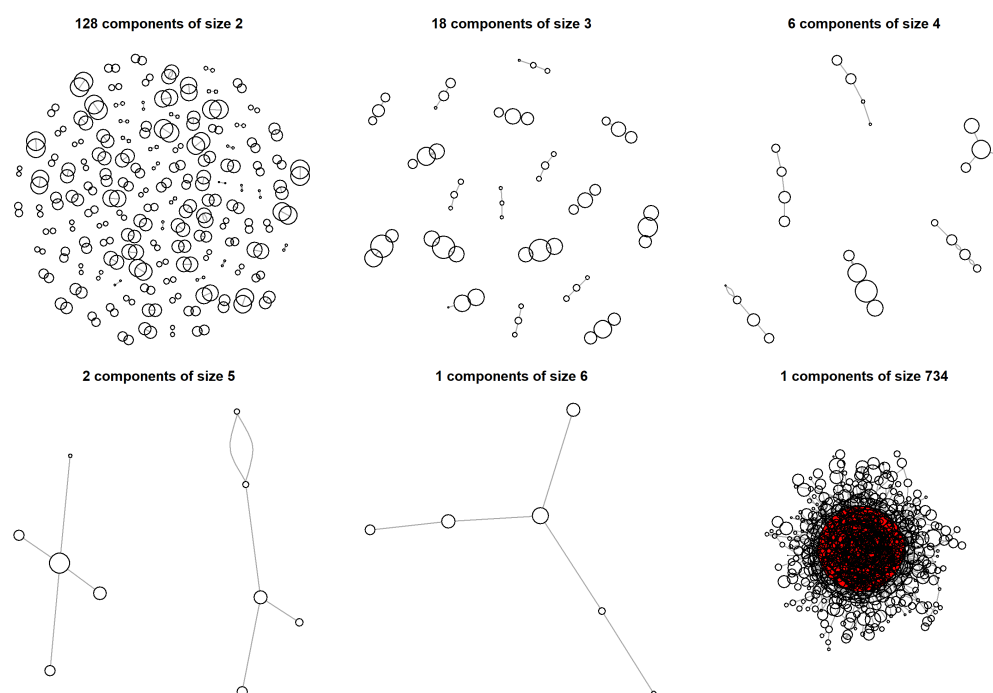 128 components of size 2
18 components of size 3
6 components of size 4
2 components of size 5
1 components of size 6
1 components of size 734